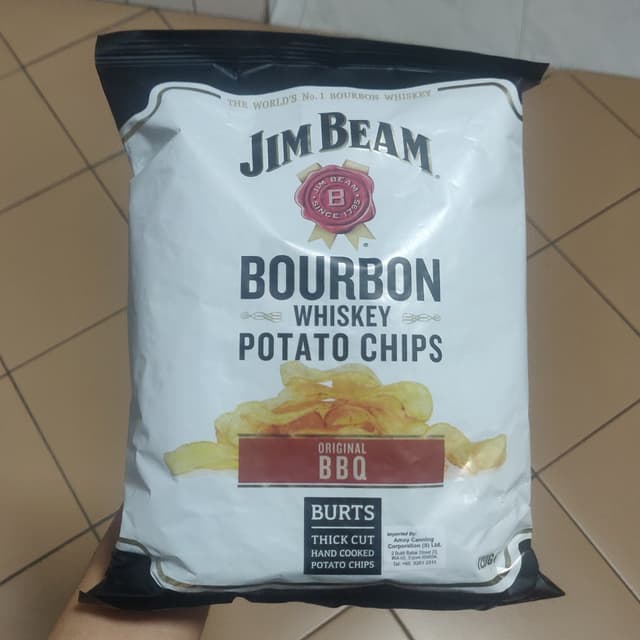 THE WORLD'S No.1 BOURBON WHISKEY
JIM BEAM
JIM BEAM
B
SINCE 1795
BOURBON
WHISKEY
POTATO CHIPS
ORIGINAL
BBQ
BURTS
THICK CUT
HAND COOKED
POTATO CHIPS
Imported By:
Amoy Canning
Corporation (S) Ltd.